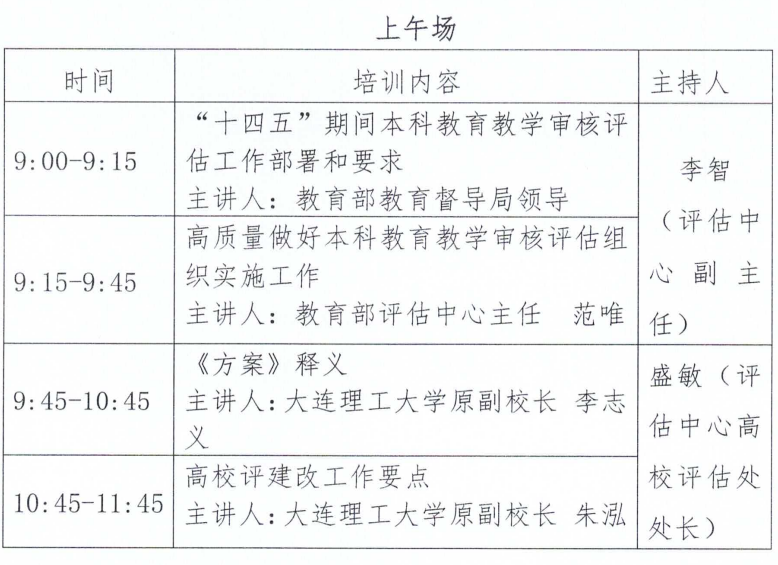 上午场
时间 培训内容 主持人
9:00-9:15
“十四五”期间本科教育教学审核评
估工作部署和要求
主讲人：教育部教育督导局领导
李智
（评估中
心副主
任）
9:15-9:45
高质量做好本科教育教学审核评估组
织实施工作
主讲人：教育部评估中心主任 范唯
9:45-10:45
《方案》释义
主讲人:大连理工大学原副校长 李志
义
盛敏（评
估中心高
校评估处
处长）
10:45-11:45
高校评建改工作要点
主讲人:大连理工大学原副校长 朱泓